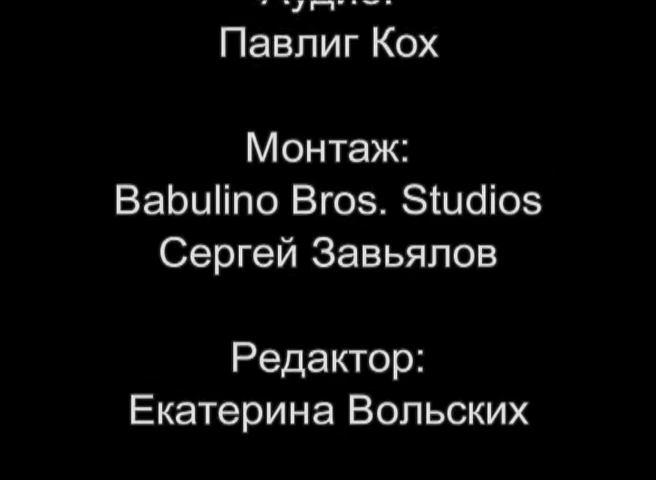 Павлиг Кох
Монтаж:
Babulino Bros. Studios
Сергей Завьялов
Редактор:
Екатерина Вольских